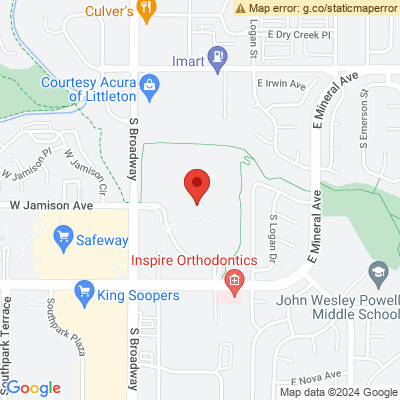 Culver's
Map error: g.co/staticmaperror
Logan St
E Dry Creek Pl
Imart
E Irwin Ave
Courtesy Acura
of Littleton
E Mineral Ave
S Emerson St
S Broadway
W Jamison Pl
W Jamison Cir
W Jamison Ave
Safeway
S Logan Dr
E Mineral Ave
Inspire Orthodontics
King Soopers
John Wesley Powell
Middle School
Southpark Terrace
Southpark Plaza
S Broadway
E Nova Ave
Google
Map data ©2024 Google